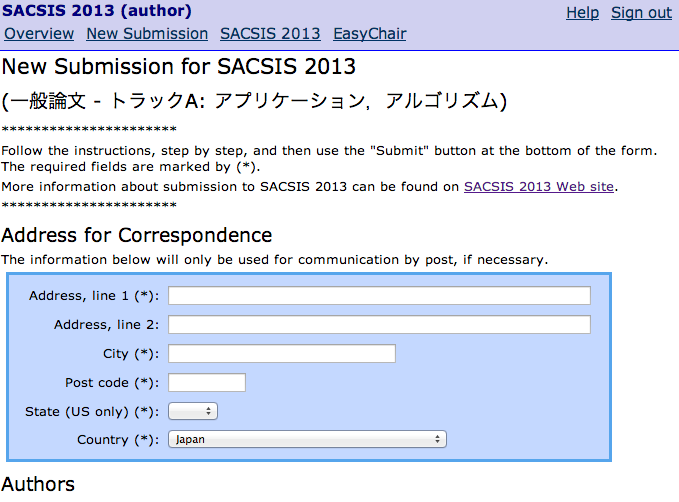 SACSIS 2013 (author)
Help Sign out
Overview New Submission SACSIS 2013 EasyChair
New Submission for SACSIS 2013
(一般論文 - トラックA: アプリケーション，アルゴリズム)
**********************
Follow the instructions, step by step, and then use the "Submit" button at the bottom of the form.
The required fields are marked by (*).
More information about submission to SACSIS 2013 can be found on SACSIS 2013 Web site.
**********************
Address for Correspondence
The information below will only be used for communication by post, if necessary.
Address, line 1 (*):
Address, line 2:
City (*):
Post code (*):
State (US only) (*):
Country (*): Japan
Authors